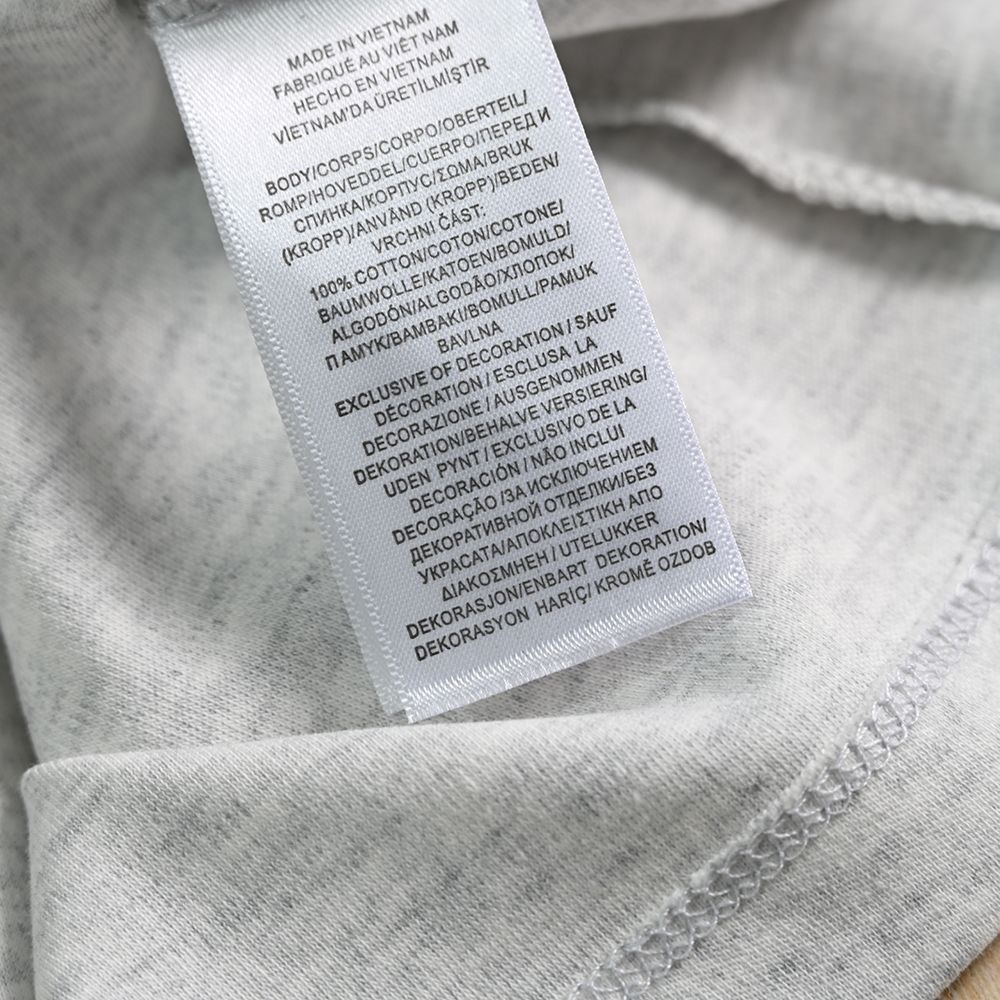 MADE IN VIETNAM
FABRIQUÉ AU VIÊT NAM
HECHO EN VIETNAM
VİETNAM'DA ÜRETİLMİŞTİR
BODY/CORPS/CORPO/OBERTEIL/
ROMP/HOVEDDEL/CUERPO/ПЕРЕД И
СПИНКА/КОРПУС/ΣΩΜΑ/BRUK
(KROPP)/ANVÄND (KROPP)/BEDEN/
VRCHNI ČÁST:
100% COTTON/COTON/COTONE/
BAUMWOLLE/KATOEN/BOMULD/
ALGODÓN/ALGODÃO/ХЛОПОК/
ПАМУК/BAMBAKI/BOMULL/PAMUK
BAVLNA
EXCLUSIVE OF DECORATION / SAUF
DÉCORATION / ESCLUSA LA
DECORAZIONE / AUSGENOMMEN
DEKORATION/BEHALVE VERSIERING/
UDEN PYNT / EXCLUSIVO DE LA
DECORACIÓN / NÃO INCLUI
DECORAÇÃO /ЗА ИСКЛЮЧЕНИЕМ
ДЕКОРАТИВНОЙ ОТДЕЛКИ/БЕЗ
УКРАСАТА/ΑΠΟΚΛΕΙΣΤΙΚΗ ΑΠΟ
ΔΙΑΚΟΣΜΗΕΗ / UTELUKKER
DEKORASJON/ENBART DEKORATION/
DEKORASYON HARİÇ/ KROMĚ OZDOB